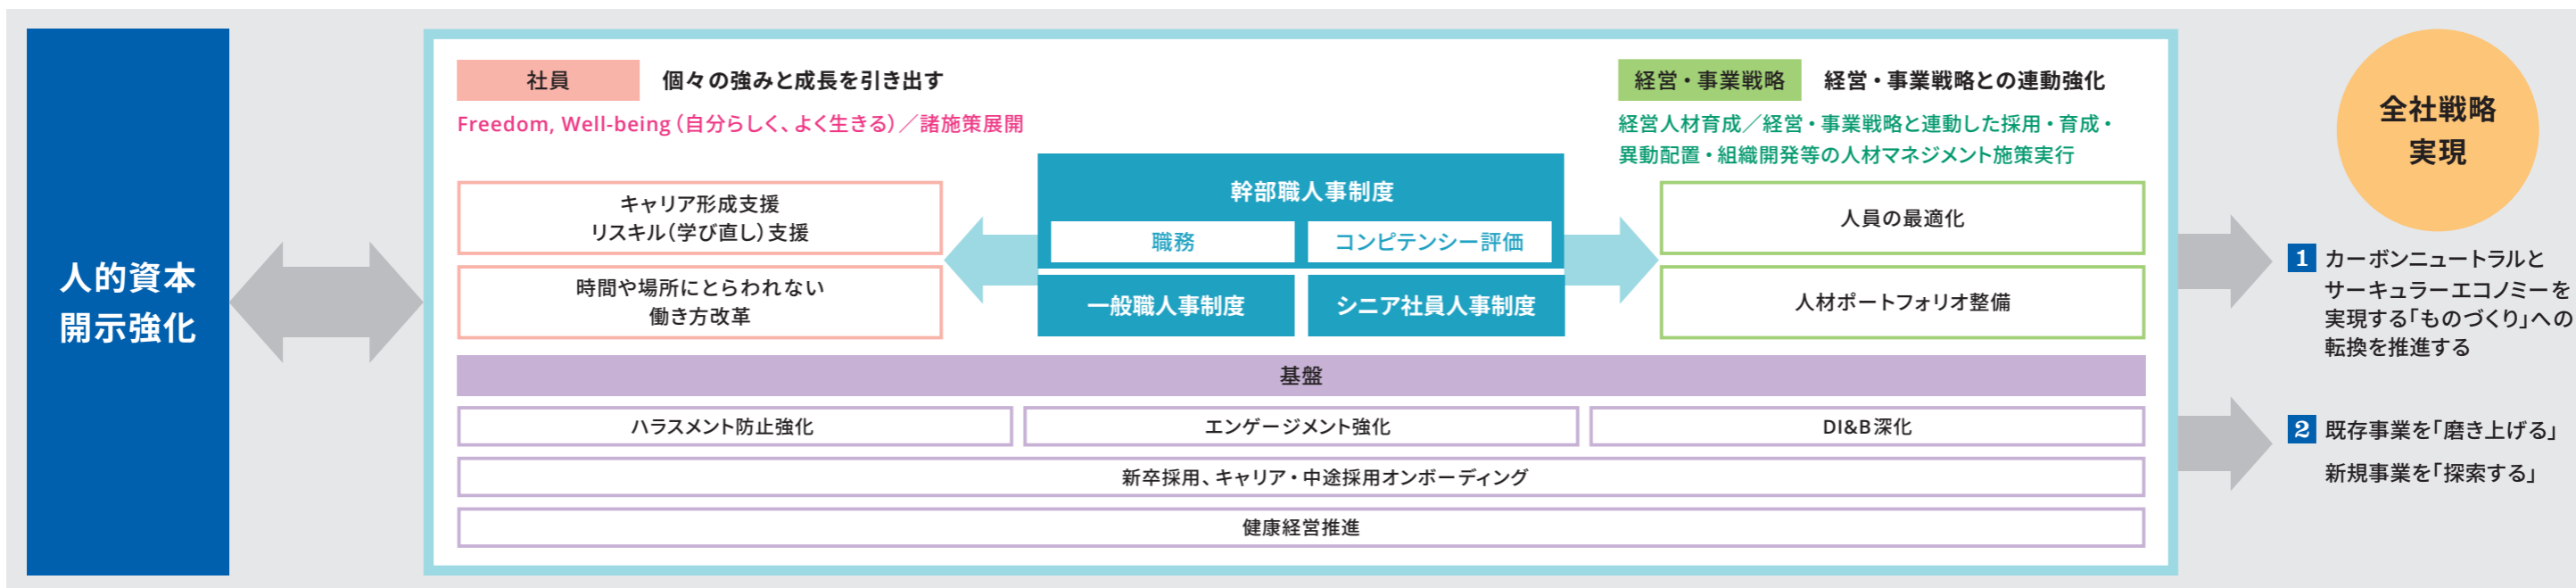 人的資本
開示強化
社員
個々の強みと成長を引き出す
Freedom, Well-being(自分らしく、よく生きる)/諸施策展開
キャリア形成支援
リスキル(学び直し)支援
時間や場所にとらわれない
働き方改革
幹部職人事制度
職務
コンピテンシー評価
一般職人事制度
シニア社員人事制度
経営・事業戦略
経営・事業戦略との連動強化
経営人材育成/経営・事業戦略と連動した採用・育成・
異動配置・組織開発等の人材マネジメント施策実行
人員の最適化
人材ポートフォリオ整備
基盤
ハラスメント防止強化
エンゲージメント強化
DI&B深化
新卒採用、キャリア・中途採用オンボーディング
健康経営推進
全社戦略
実現
1 カーボンニュートラルと
サーキュラーエコノミーを
実現する「ものづくり」への
転換を推進する
2 既存事業を「磨き上げる」
新規事業を「探索する」